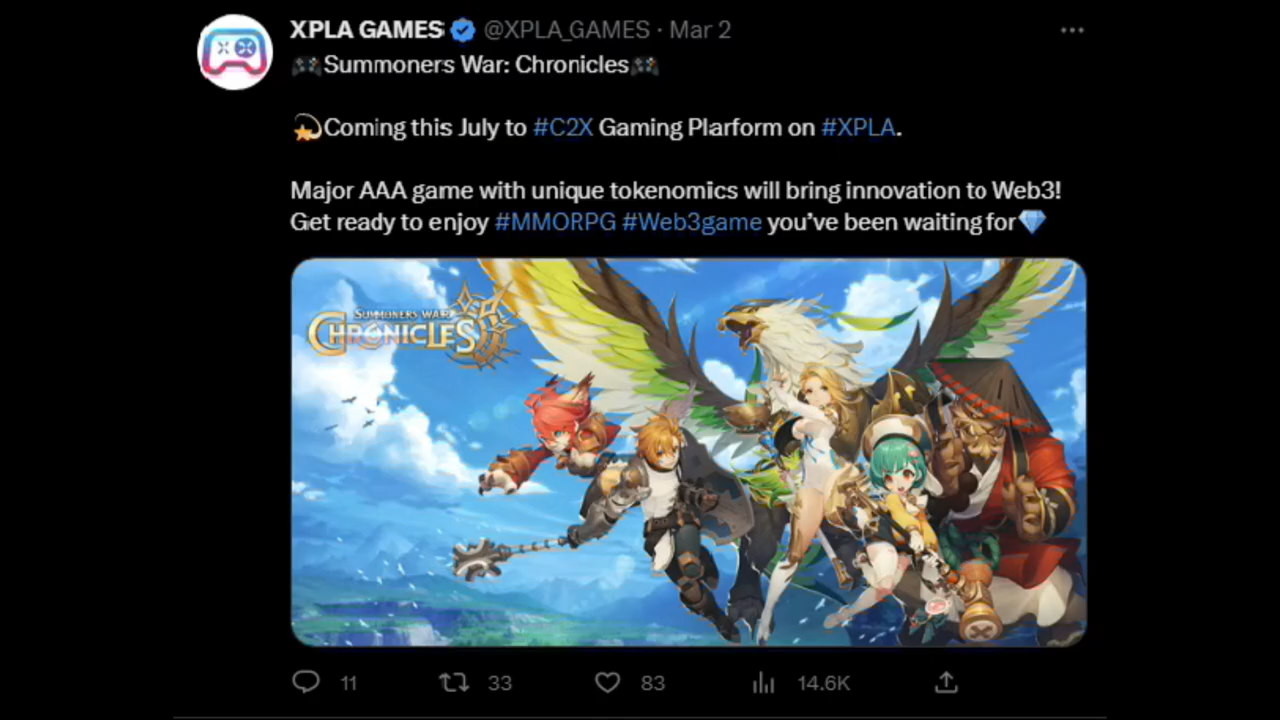 XPLA GAMES @XPLA_GAMES · Mar 2
🎮Summoners War: Chronicles🎮
💫Coming this July to #C2X Gaming Plarform on #XPLA.
Major AAA game with unique tokenomics will bring innovation to Web3!
Get ready to enjoy #MMORPG #Web3game you've been waiting for💎
SUMMONERS WAR
CHRONICLES
11 33 83 14.6K